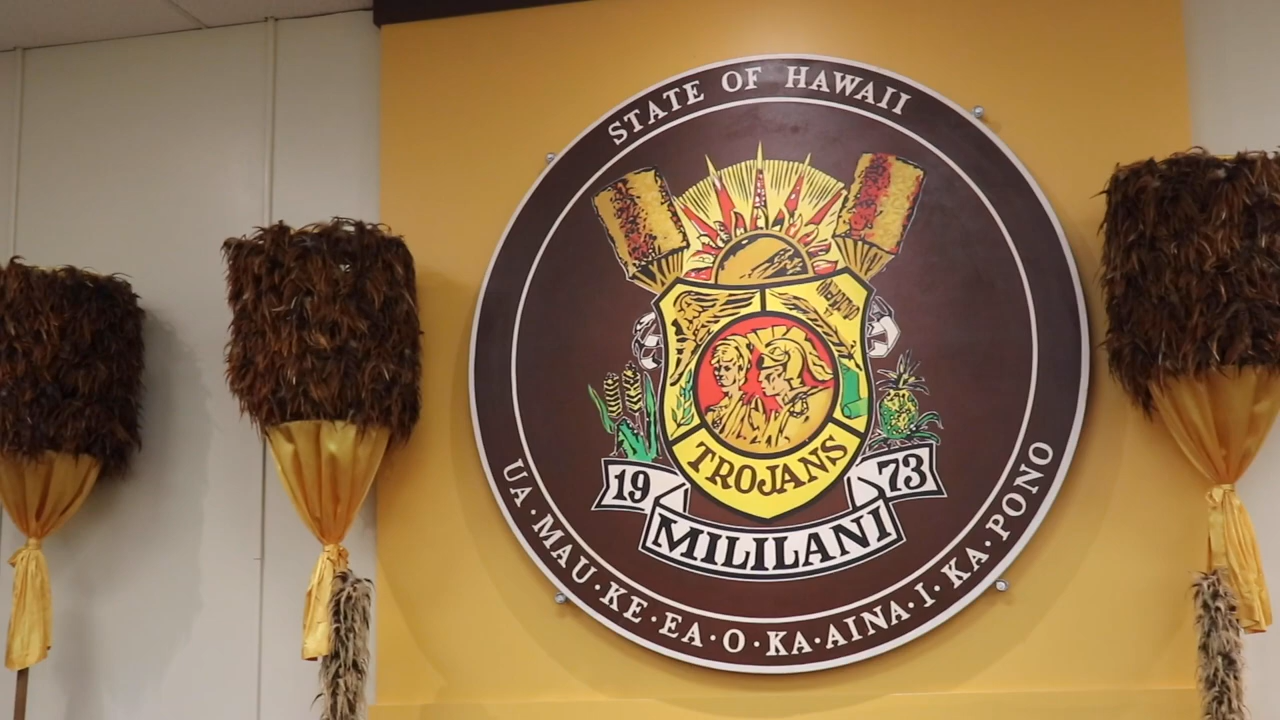 STATE OF HAWAII
TROJANS
19 73
MILILANI
UA·MAU·KE·EA·O·KA·AINA·I·KA·PONO